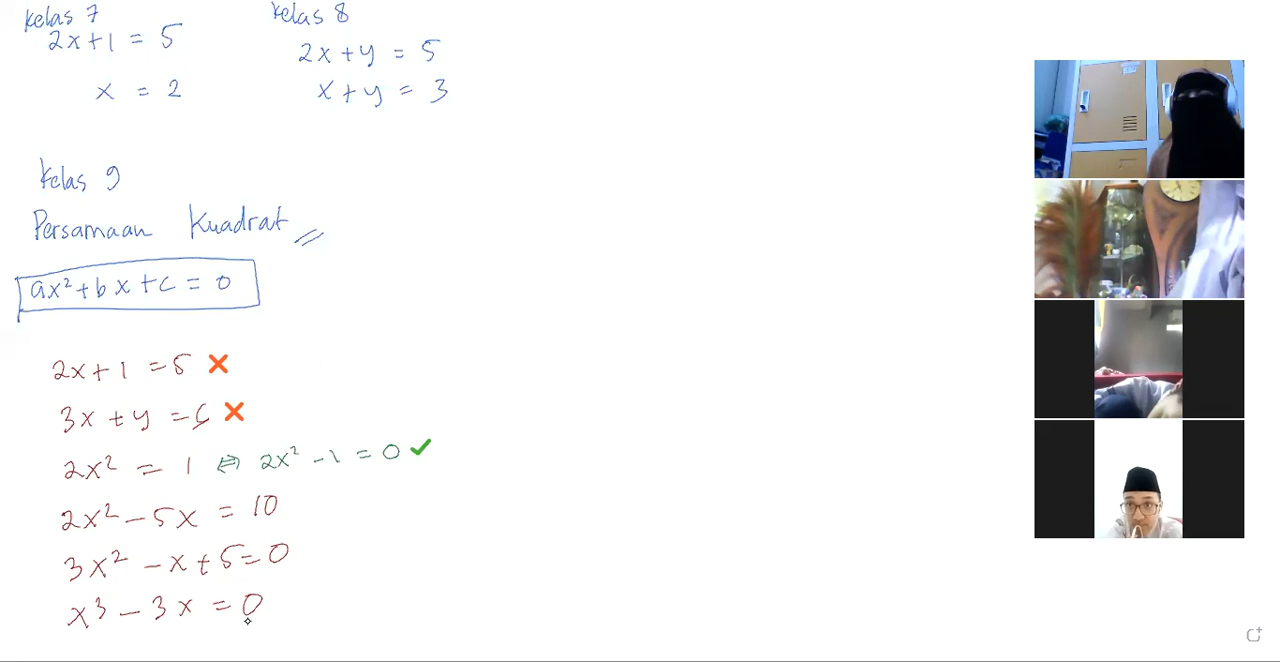 Kelas 7
2x+1 = 5
x = 2
Kelas 8
2x+y = 5
x+y = 3
Kelas 9
Persamaan Kuadrat
ax²+bx+c = 0
2x+1 = 5 ❌
3x+y = 5 ❌
2x² = 1 ⇔ 2x² - 1 = 0 ✔
2x² - 5x = 10
3x² - x + 5 = 0
x³ - 3x = 0